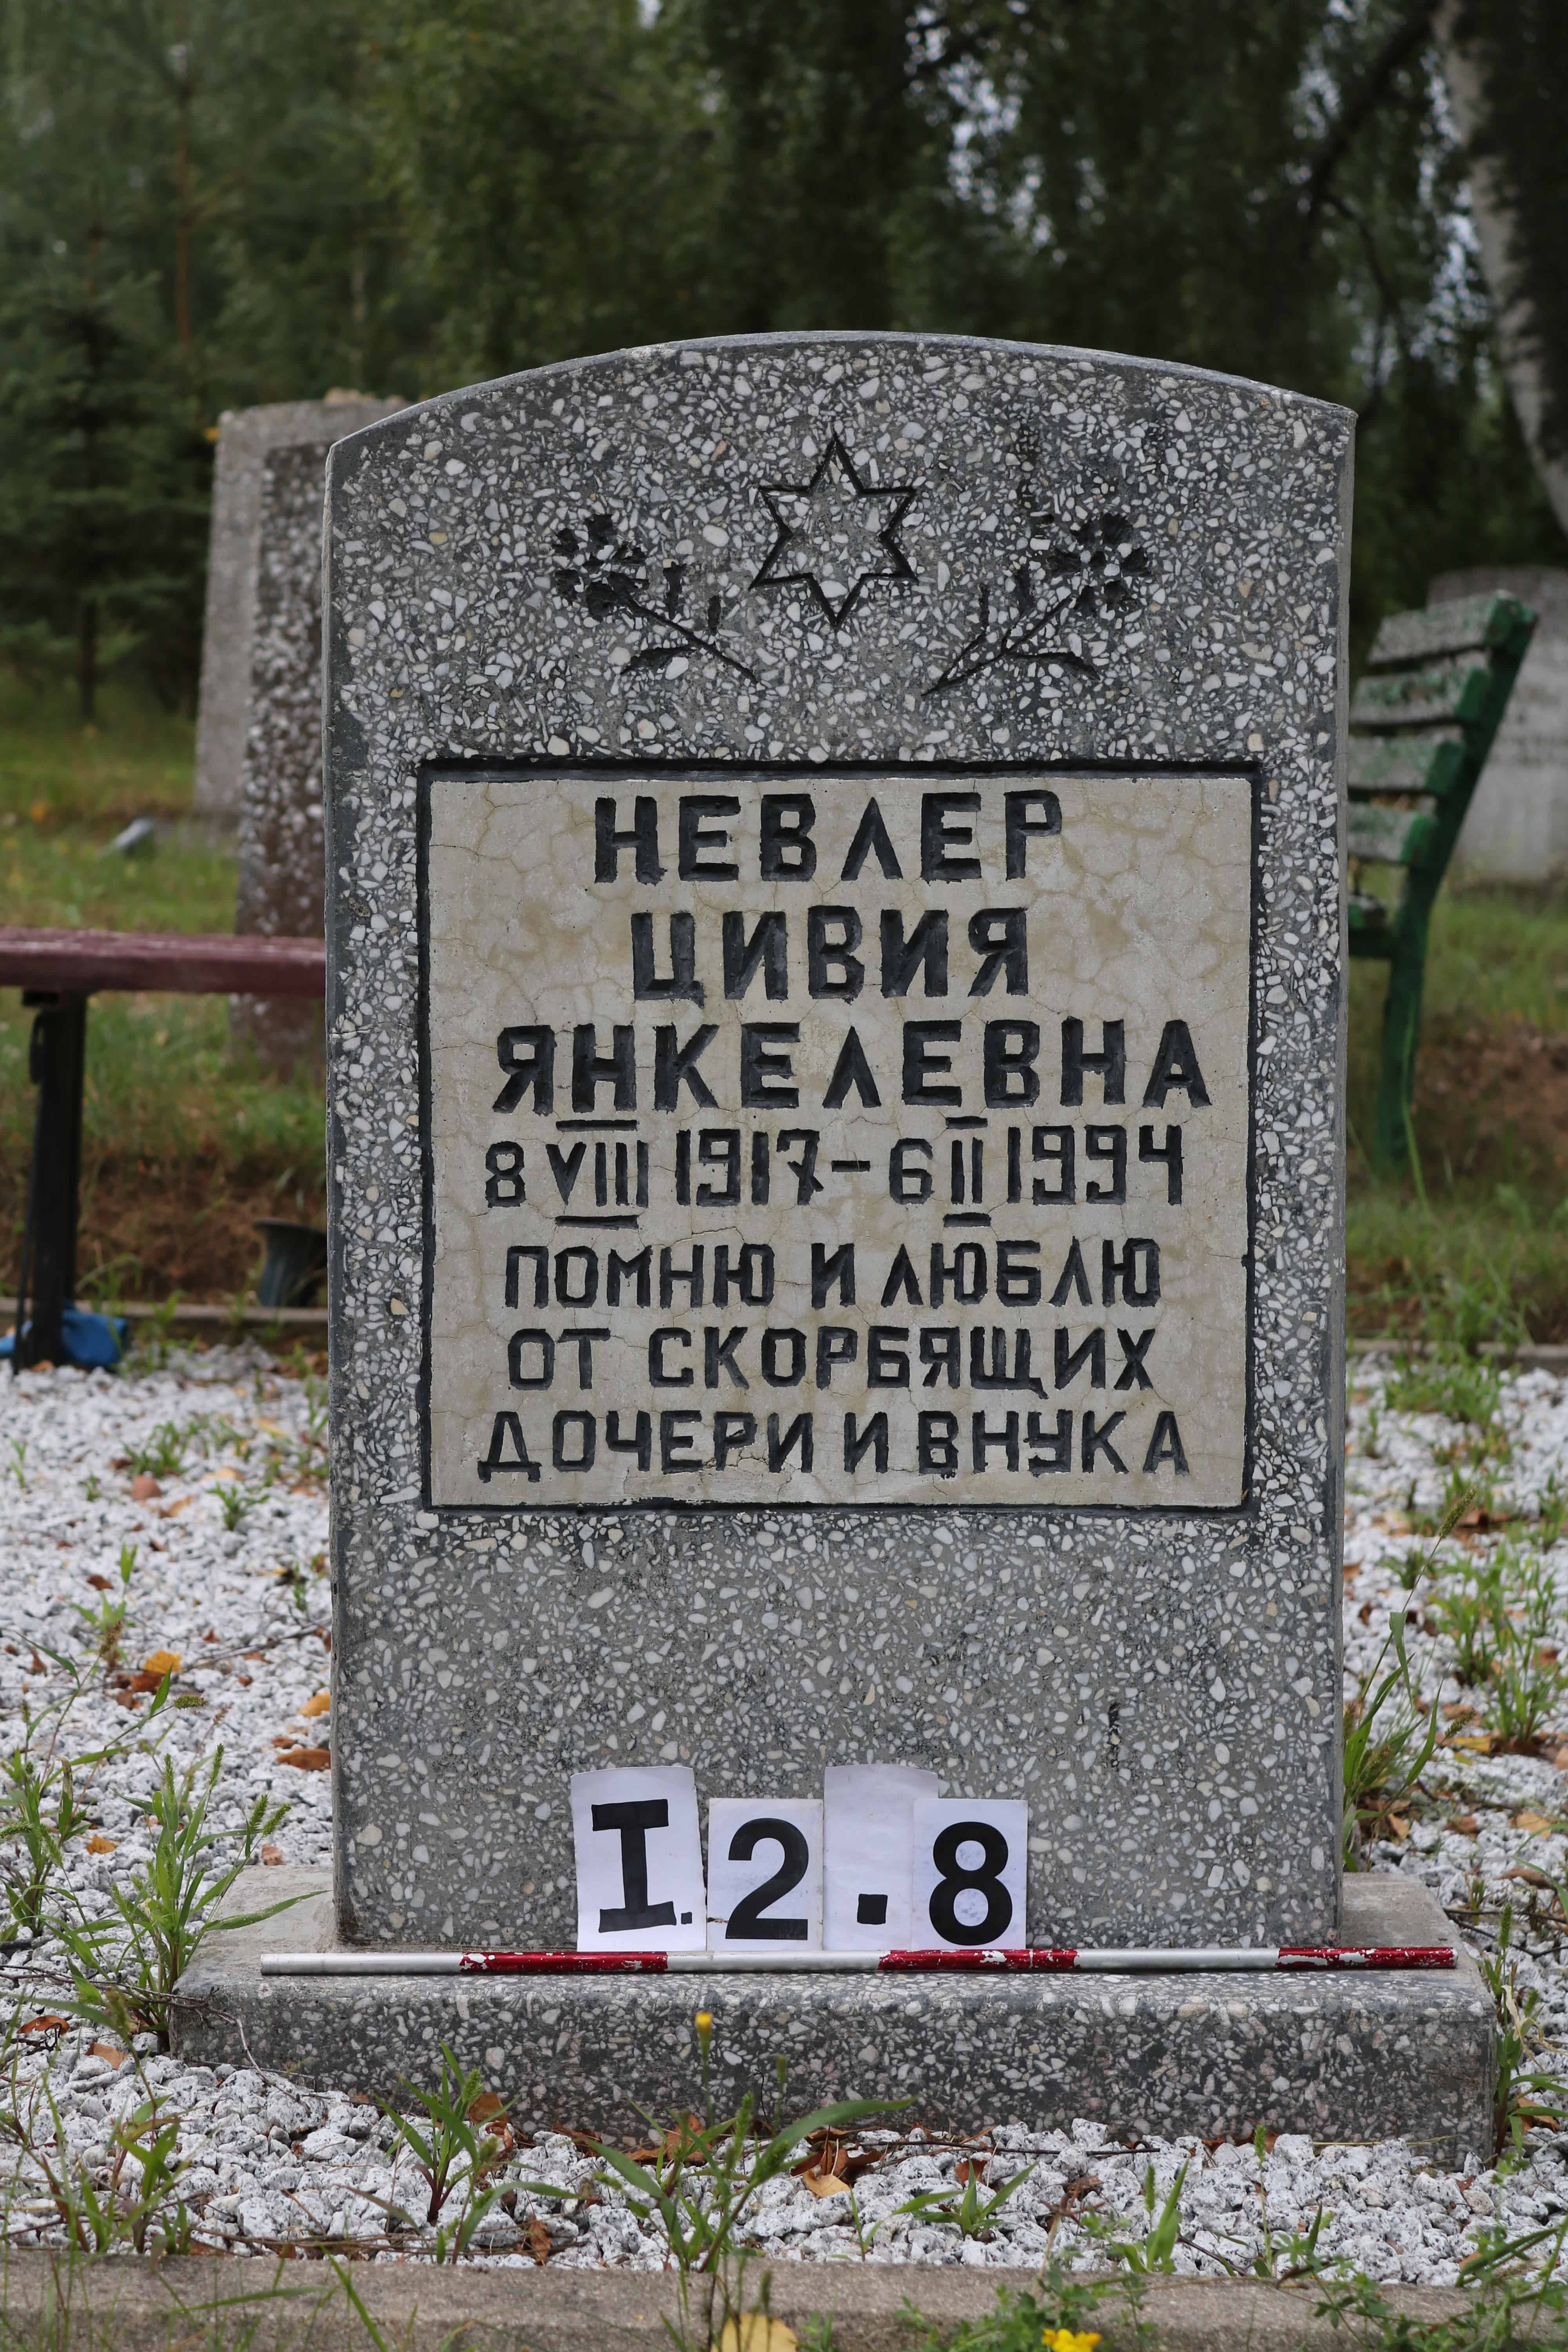 НЕВЛЕР
ЦИВИЯ
ЯНКЕЛЕВНА
8 VIII 1917 – 6 II 1994
ПОМНЮ И ЛЮБЛЮ
ОТ СКОРБЯЩИХ
ДОЧЕРИ И ВНУКА
I. 2 . 8